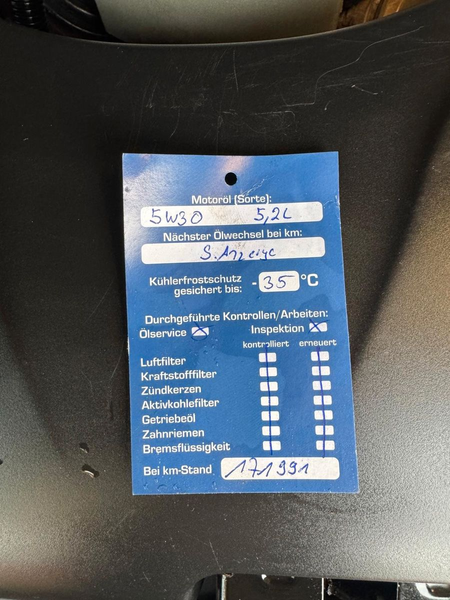 Motoröl (Sorte):
5W30 5,2L
Nächster Ölwechsel bei km:
S. Anzeige
Kühlerfrostschutz
gesichert bis: -35 °C
Durchgeführte Kontrollen/Arbeiten:
Ölservice Inspektion
kontrolliert erneuert
Luftfilter
Kraftstofffilter
Zündkerzen
Aktivkohlefilter
Getriebeöl
Zahnriemen
Bremsflüssigkeit
Bei km-Stand 171991